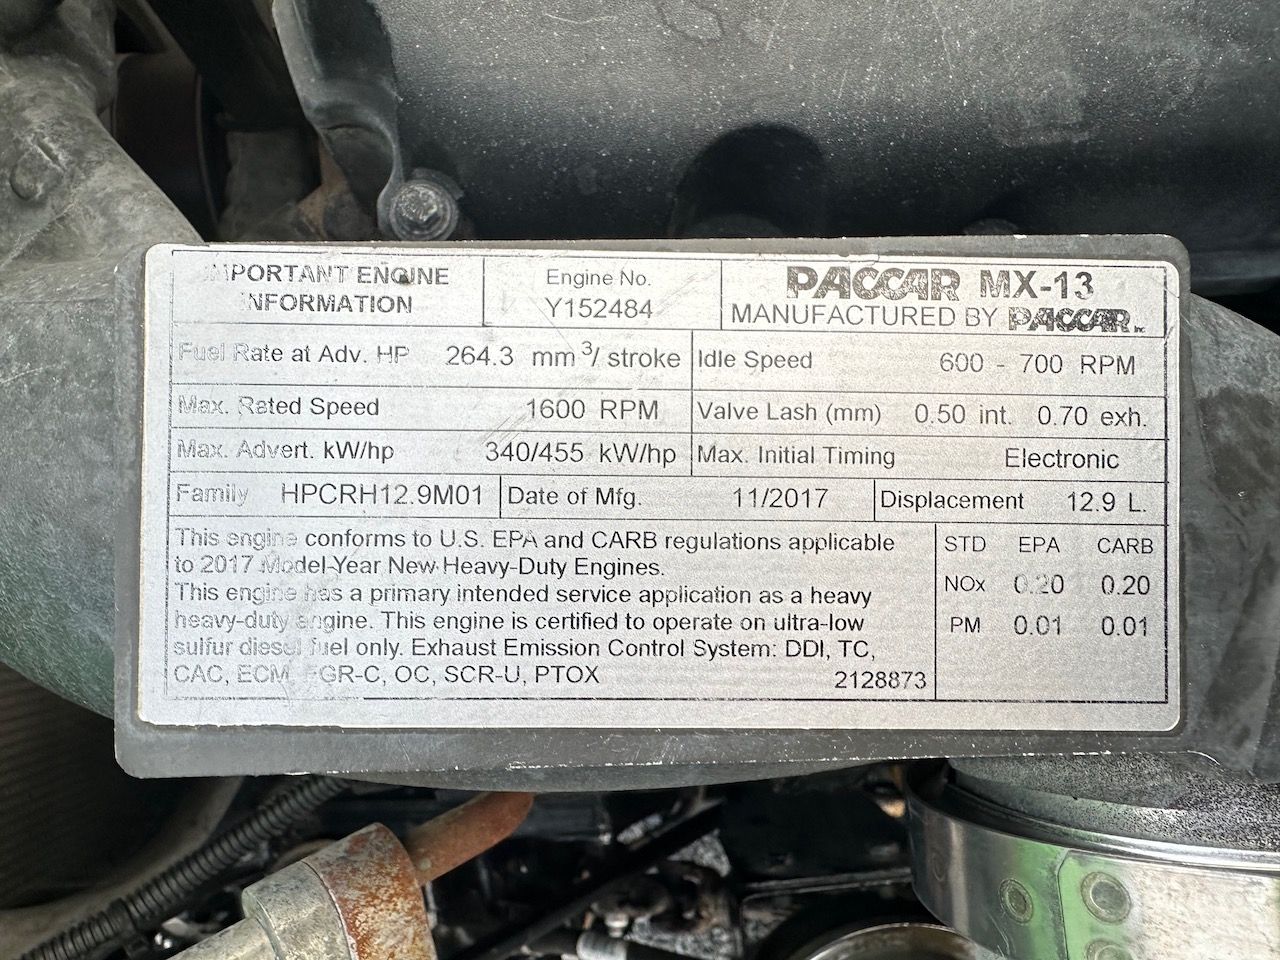 IMPORTANT ENGINE INFORMATION
Engine No.
Y152484
PACCAR MX-13
MANUFACTURED BY PACCAR Inc
Fuel Rate at Adv. HP 264.3 mm³/ stroke
Idle Speed 600 - 700 RPM
Max. Rated Speed 1600 RPM
Valve Lash (mm) 0.50 int. 0.70 exh.
Max. Advert. kW/hp 340/455 kW/hp
Max. Initial Timing Electronic
Family HPCRH12.9M01
Date of Mfg. 11/2017
Displacement 12.9 L.
This engine conforms to U.S. EPA and CARB regulations applicable
to 2017 Model-Year New Heavy-Duty Engines.
This engine has a primary intended service application as a heavy
heavy-duty engine. This engine is certified to operate on ultra-low
sulfur diesel fuel only. Exhaust Emission Control System: DDI, TC,
CAC, ECM, EGR-C, OC, SCR-U, PTOX
2128873
STD EPA CARB
NOx 0.20 0.20
PM 0.01 0.01